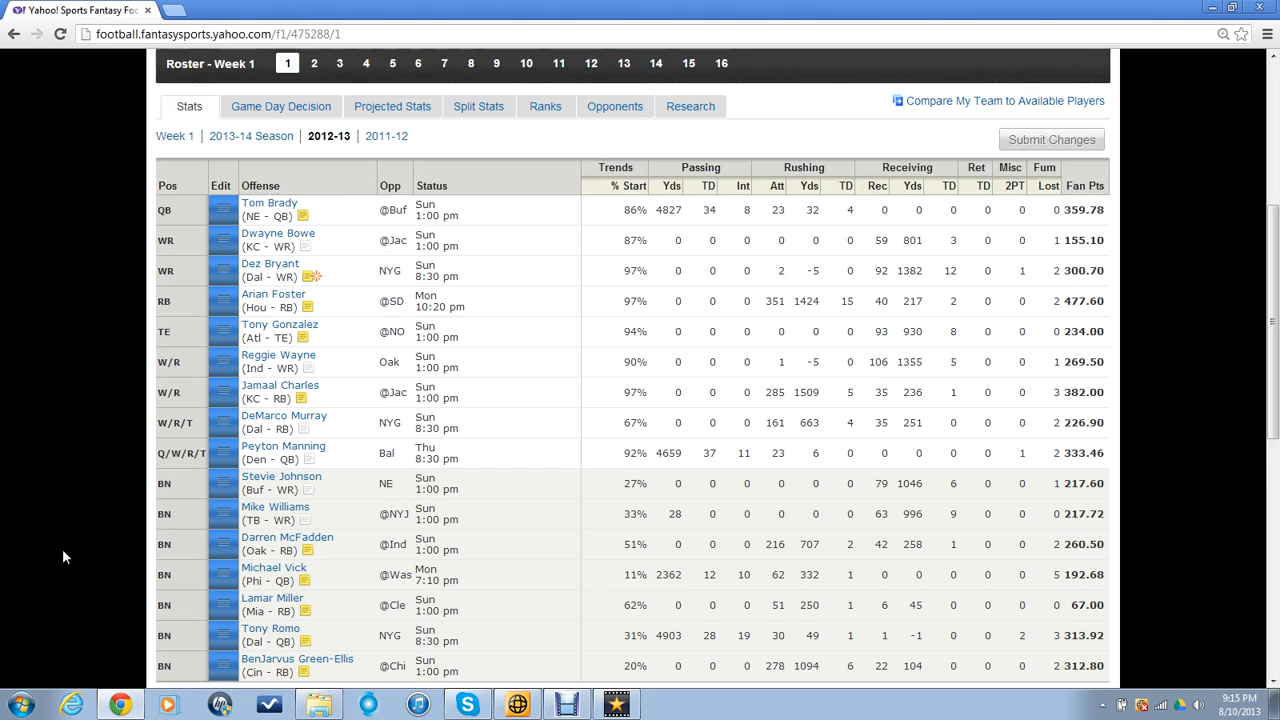 Yahoo! Sports Fantasy Foo
football.fantasysports.yahoo.com/f1/475288/1
Roster - Week 1 1 2 3 4 5 6 7 8 9 10 11 12 13 14 15 16
Stats Game Day Decision Projected Stats Split Stats Ranks Opponents Research
Compare My Team to Available Players
Week 1 | 2013-14 Season | 2012-13 | 2011-12
Submit Changes
Trends Passing Rushing Receiving Ret Misc Fum
Pos Edit Offense Opp Status % Start Yds TD Int Att Yds TD Rec Yds TD TD 2PT Lost Fan Pts
QB Tom Brady (NE - QB) @Buf Sun 1:00 pm 86% 4827 34 8 23 32 4 0 0 0 0 0 0 359.78
WR Dwayne Bowe (KC - WR) @Jac Sun 1:00 pm 87% 0 0 0 0 0 0 59 801 3 0 0 1 155.10
WR Dez Bryant (Dal - WR) NYG Sun 8:30 pm 97% 0 0 0 2 -5 0 92 1382 12 0 1 2 300.70
RB Arian Foster (Hou - RB) @SD Mon 10:20 pm 97% 0 0 0 351 1424 15 40 217 2 0 0 2 477.60
TE Tony Gonzalez (Atl - TE) @NO Sun 1:00 pm 94% 0 0 0 0 0 0 93 930 8 0 0 0 234.00
W/R Reggie Wayne (Ind - WR) Oak Sun 1:00 pm 90% 0 0 0 1 -5 0 106 1355 5 0 0 0 269.50
W/R Jamaal Charles (KC - RB) @Jac Sun 1:00 pm 97% 0 0 0 285 1509 5 35 236 1 0 0 3 382.00
W/R/T DeMarco Murray (Dal - RB) NYG Sun 8:30 pm 67% 0 0 0 161 663 4 35 251 0 0 0 2 226.90
Q/W/R/T Peyton Manning (Den - QB) Bal Thu 8:30 pm 92% 4659 37 11 23 6 0 0 0 0 0 1 2 333.46
BN Stevie Johnson (Buf - WR) NE Sun 1:00 pm 27% 0 0 0 0 0 0 79 1046 6 0 0 1 217.60
BN Mike Williams (TB - WR) @NYJ Sun 1:00 pm 33% 28 0 0 0 0 0 63 996 9 0 0 0 217.72
BN Darren McFadden (Oak - RB) @Ind Sun 1:00 pm 51% 0 0 0 216 707 2 42 258 1 0 0 2 260.50
BN Michael Vick (Phi - QB) @Was Mon 7:10 pm 11% 2362 12 10 62 332 1 0 0 0 0 0 5 192.68
BN Lamar Miller (Mia - RB) @Cle Sun 1:00 pm 62% 0 0 0 51 250 1 6 45 0 0 0 0 67.00
BN Tony Romo (Dal - QB) NYG Sun 8:30 pm 31% 4903 28 19 30 49 1 1 -1 0 0 2 3 313.92
BN BenJarvus Green-Ellis (Cin - RB) @Chi Sun 1:00 pm 20% 0 0 0 278 1094 6 22 104 0 0 0 2 312.80
9:15 PM
8/10/2013